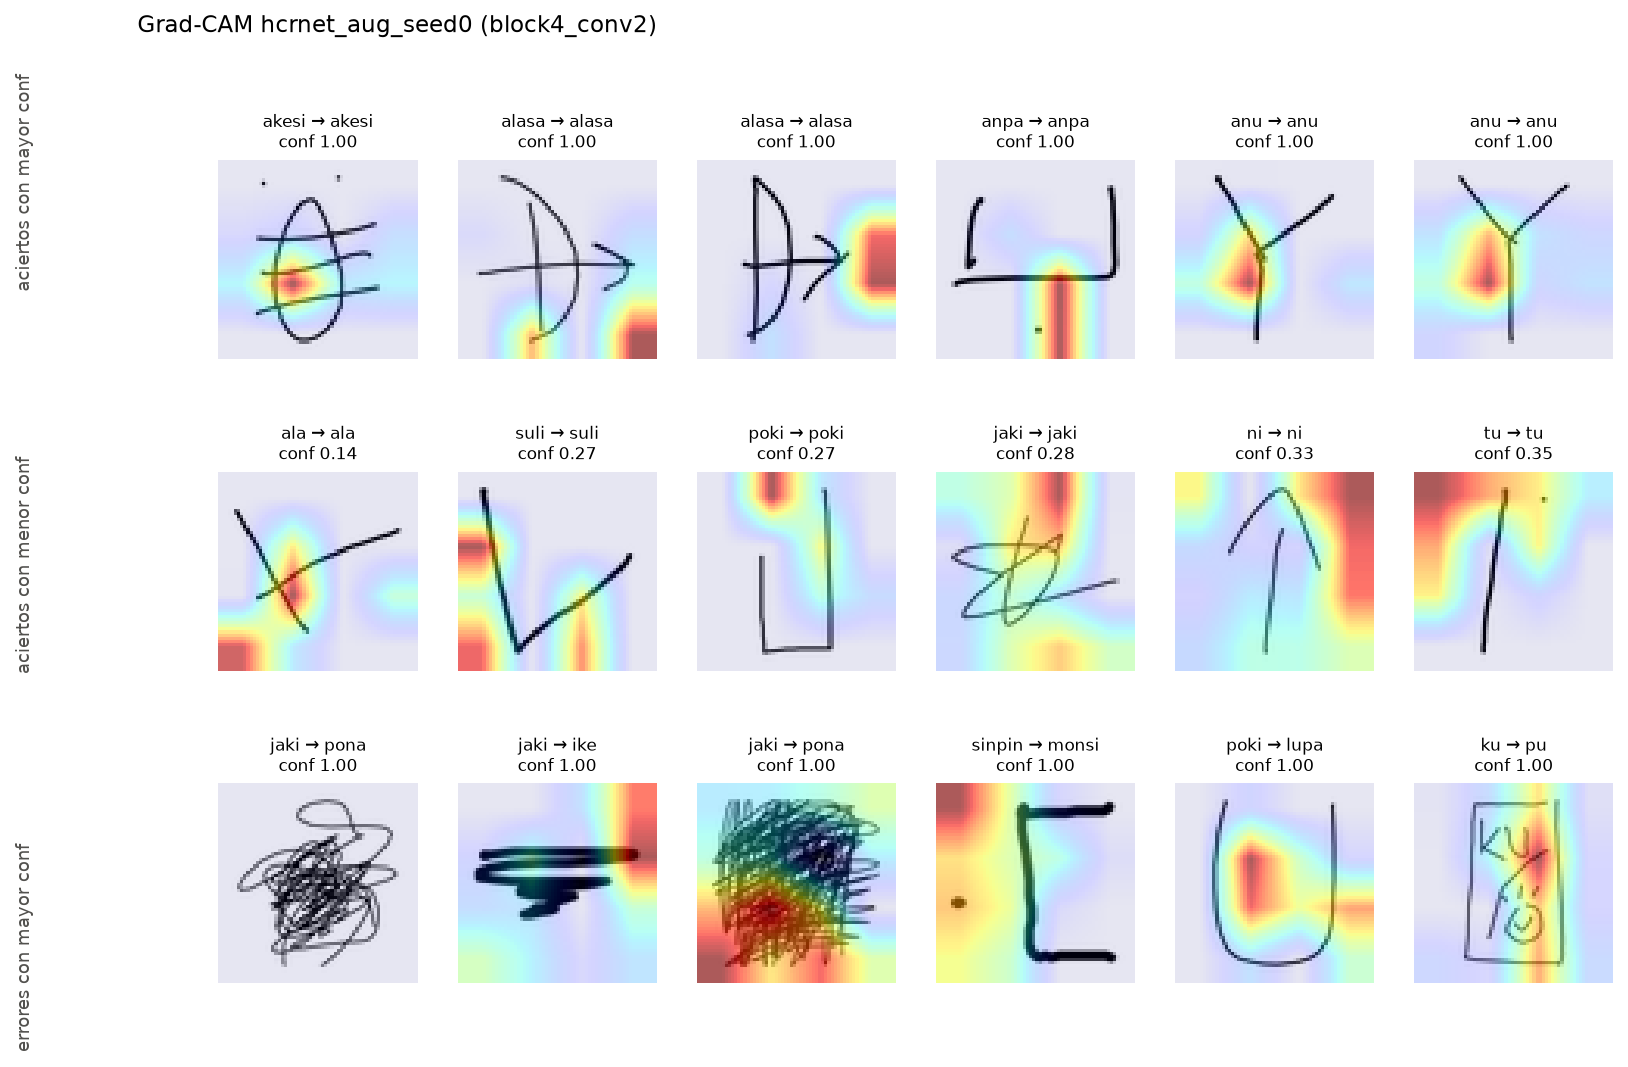 Grad-CAM hcrnet_aug_seed0 (block4_conv2)
aciertos con mayor conf
akesi → akesi
conf 1.00
alasa → alasa
conf 1.00
alasa → alasa
conf 1.00
anpa → anpa
conf 1.00
anu → anu
conf 1.00
anu → anu
conf 1.00
aciertos con menor conf
ala → ala
conf 0.14
suli → suli
conf 0.27
poki → poki
conf 0.27
jaki → jaki
conf 0.28
ni → ni
conf 0.33
tu → tu
conf 0.35
errores con mayor conf
jaki → pona
conf 1.00
jaki → ike
conf 1.00
jaki → pona
conf 1.00
sinpin → monsi
conf 1.00
poki → lupa
conf 1.00
ku → pu
conf 1.00
KU